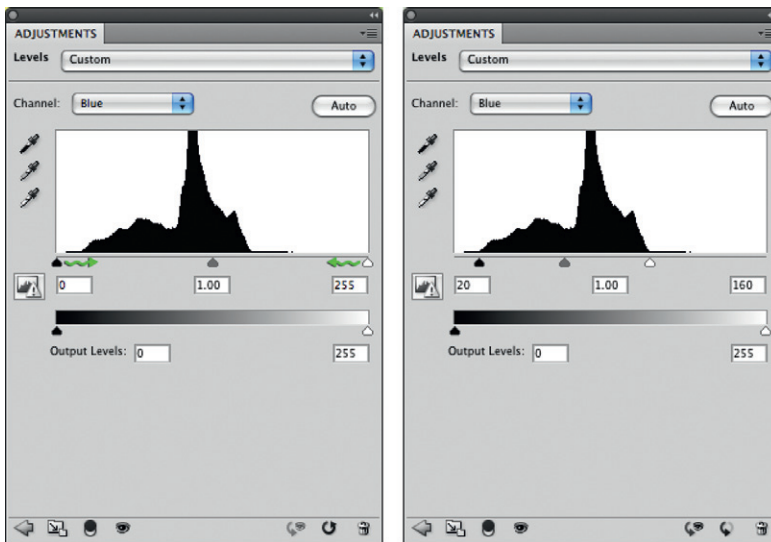 ADJUSTMENTS
Levels Custom
Channel: Blue Auto
0 1.00 255
Output Levels: 0 255
ADJUSTMENTS
Levels Custom
Channel: Blue Auto
20 1.00 160
Output Levels: 0 255